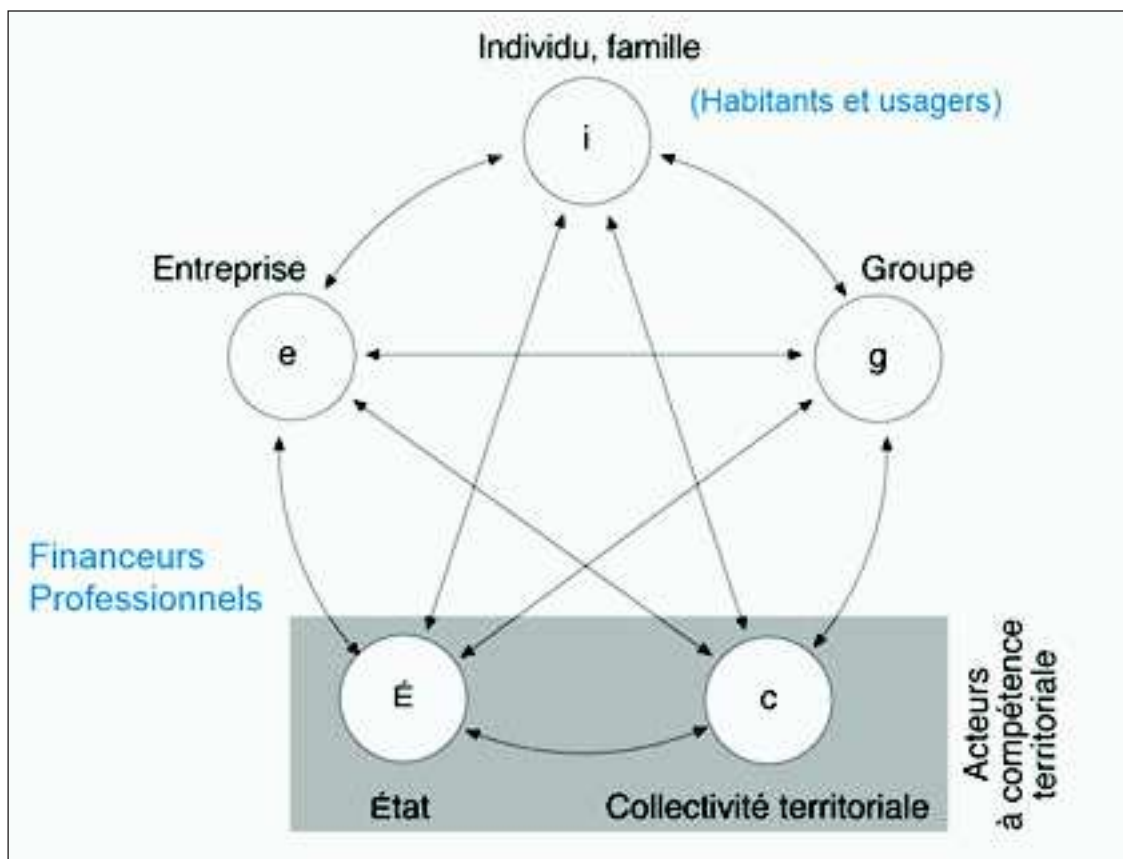 Individu, famille
(Habitants et usagers)
i
Entreprise
Groupe
e
g
Financeurs
Professionnels
É
c
État
Collectivité territoriale
Acteurs
à compétence
territoriale